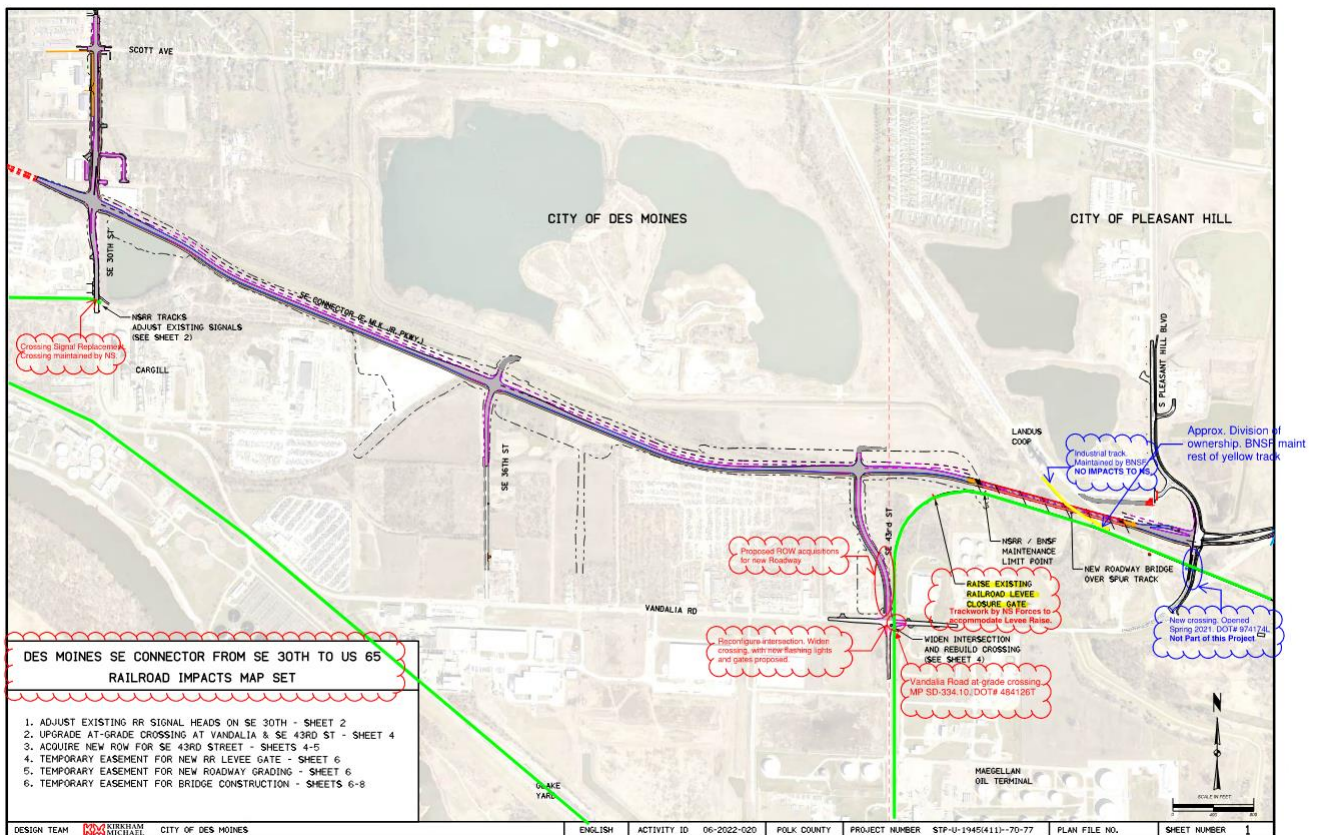 SCOTT AVE
CITY OF DES MOINES
CITY OF PLEASANT HILL
SE 30TH ST
S PLEASANT HILL BLVD
SE CONNECTOR (E MLK JR PKWY)
NSRR TRACKS
ADJUST EXISTING SIGNALS
(SEE SHEET 2)
Crossing Signal Replacement
Crossing maintained by NS.
CARGILL
LANDUS
COOP
Approx. Division of
ownership. BNSF maint
rest of yellow track
Industrial track.
Maintained by BNSF.
NO IMPACTS TO NS.
SE 36TH ST
SE 43rd ST
NSRR / BNSF
MAINTENANCE
LIMIT POINT
Proposed ROW acquisitions
for new Roadway
NEW ROADWAY BRIDGE
OVER SPUR TRACK
RAISE EXISTING
RAILROAD LEVEE
CLOSURE GATE
Trackwork by NS Forces to
accommodate Levee Raise.
VANDALIA RD
New crossing. Opened
Spring 2021. DOT# 974174L
Not Part of this Project
Reconfigure intersection. Widen
crossing, with new flashing lights
and gates proposed.
WIDEN INTERSECTION
AND REBUILD CROSSING
(SEE SHEET 4)
Vandalia Road at-grade crossing.
MP SD-334.10, DOT# 484126T
DES MOINES SE CONNECTOR FROM SE 30TH TO US 65
RAILROAD IMPACTS MAP SET
1. ADJUST EXISTING RR SIGNAL HEADS ON SE 30TH - SHEET 2
2. UPGRADE AT-GRADE CROSSING AT VANDALIA & SE 43RD ST - SHEET 4
3. ACQUIRE NEW ROW FOR SE 43RD STREET - SHEETS 4-5
4. TEMPORARY EASEMENT FOR NEW RR LEVEE GATE - SHEET 6
5. TEMPORARY EASEMENT FOR NEW ROADWAY GRADING - SHEET 6
6. TEMPORARY EASEMENT FOR BRIDGE CONSTRUCTION - SHEETS 6-8
YARD
MAEGELLAN
OIL TERMINAL
N
SCALE IN FEET
0 400 800
DESIGN TEAM KIRKHAM MICHAEL CITY OF DES MOINES ENGLISH ACTIVITY ID 06-2022-020 POLK COUNTY PROJECT NUMBER STP-U-1945(411)--70-77 PLAN FILE NO. SHEET NUMBER 1